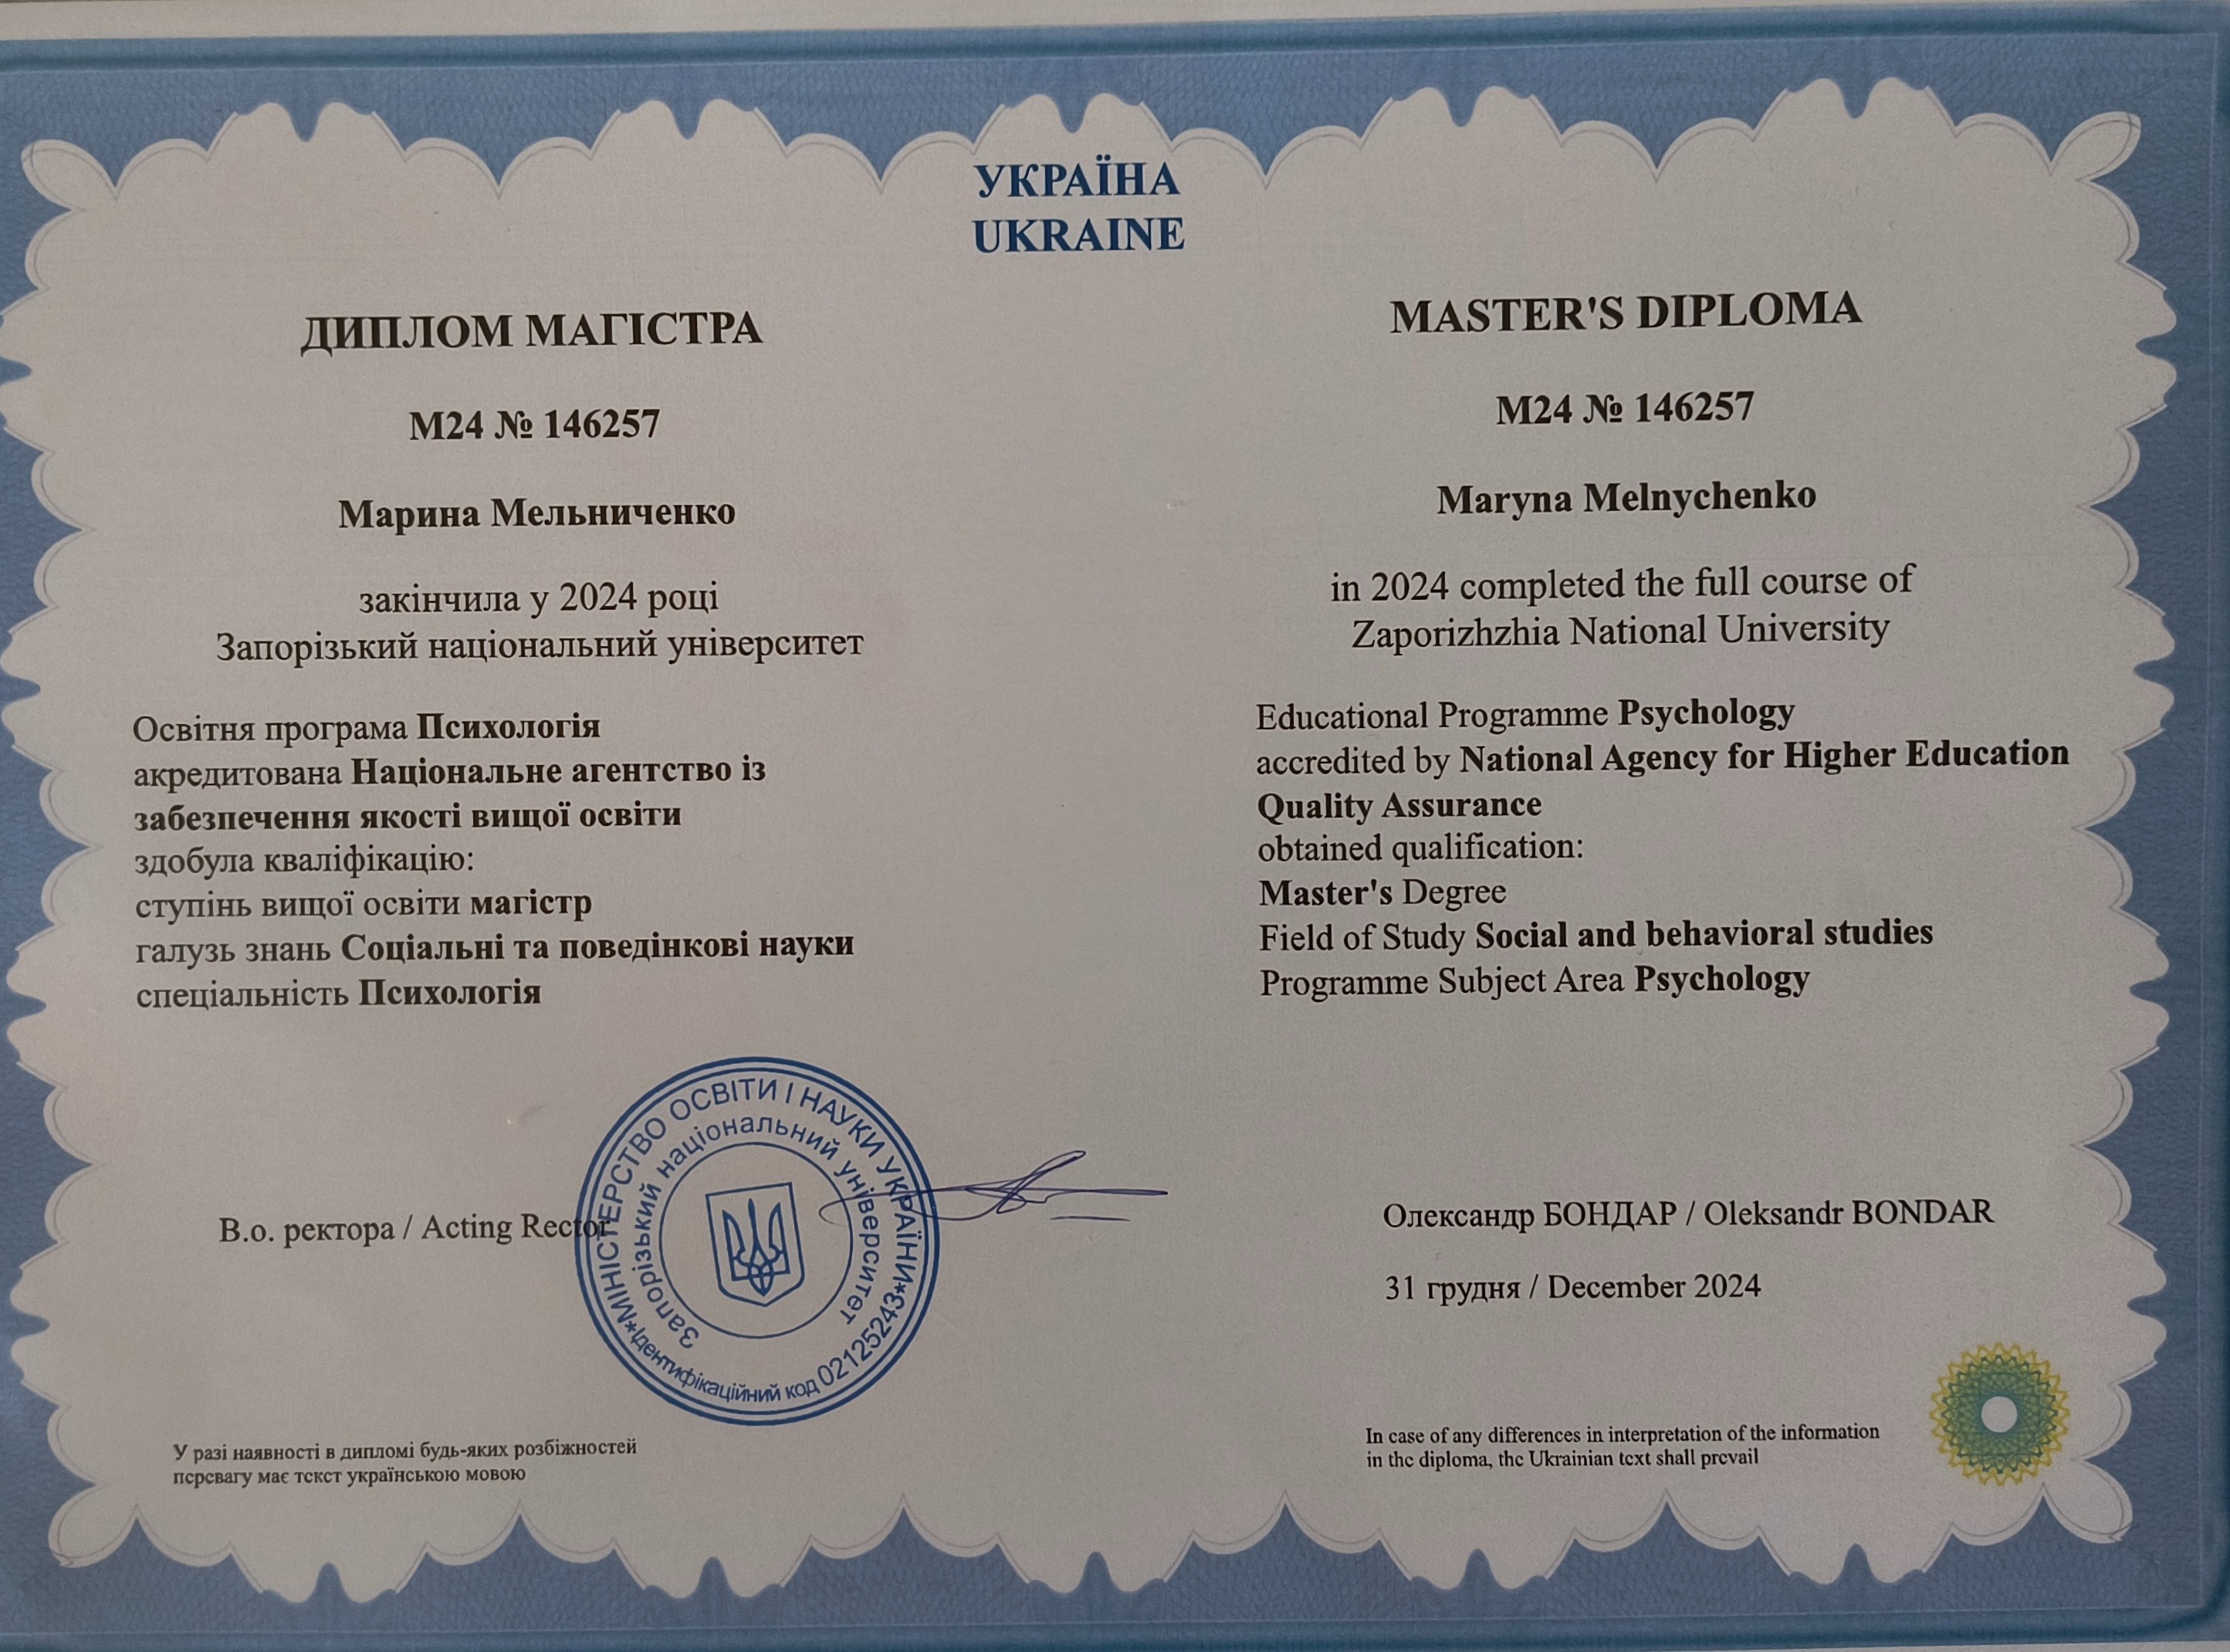 УКРАЇНА
UKRAINE
ДИПЛОМ МАГІСТРА
М24 № 146257
Марина Мельниченко
закінчила у 2024 році
Запорізький національний університет
Освітня програма Психологія
акредитована Національне агентство із
забезпечення якості вищої освіти
здобула кваліфікацію:
ступінь вищої освіти магістр
галузь знань Соціальні та поведінкові науки
спеціальність Психологія
В.о. ректора / Acting Rector
*МІНІСТЕРСТВО ОСВІТИ І НАУКИ УКРАЇНИ*
Запорізький національний університет
Ідентифікаційний код 02125243
У разі наявності в дипломі будь-яких розбіжностей
перевагу має текст українською мовою
MASTER'S DIPLOMA
M24 № 146257
Maryna Melnychenko
in 2024 completed the full course of
Zaporizhzhia National University
Educational Programme Psychology
accredited by National Agency for Higher Education
Quality Assurance
obtained qualification:
Master's Degree
Field of Study Social and behavioral studies
Programme Subject Area Psychology
Олександр БОНДАР / Oleksandr BONDAR
31 грудня / December 2024
In case of any differences in interpretation of the information
in the diploma, the Ukrainian text shall prevail